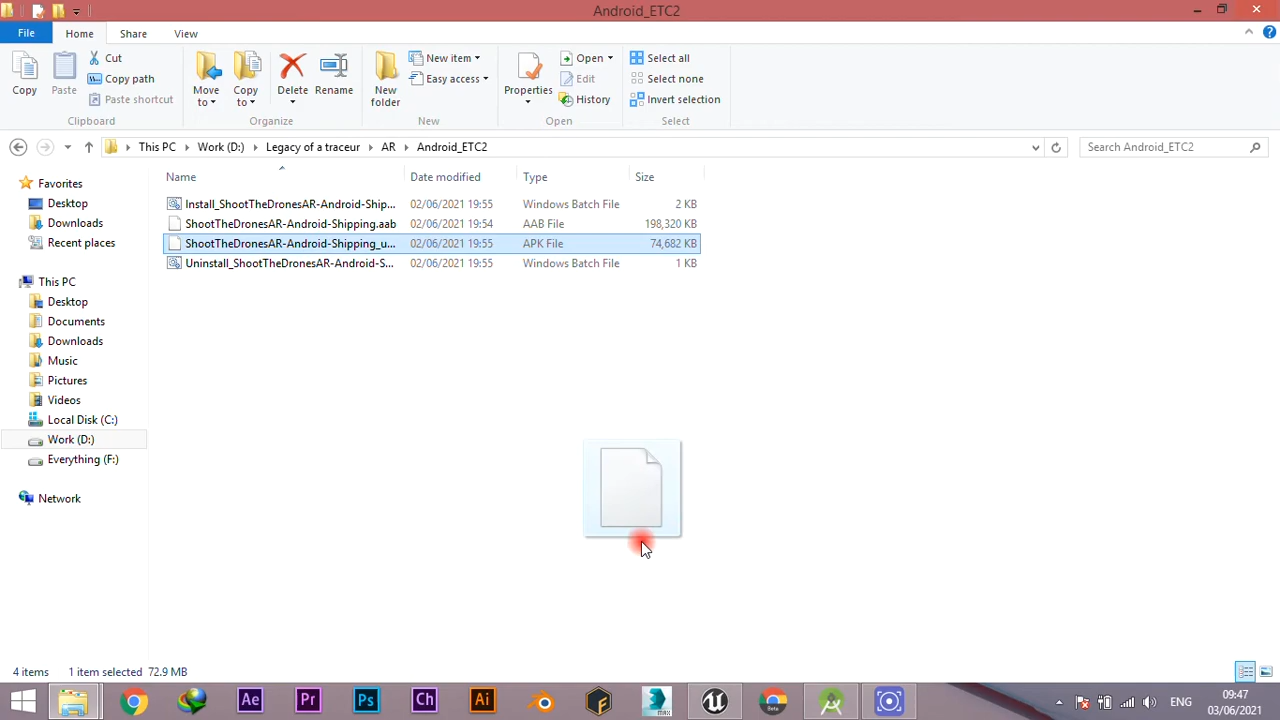 Android_ETC2
File
Home
Share
View
Copy
Paste
Cut
Copy path
Paste shortcut
Clipboard
Move to
Copy to
Delete
Rename
Organize
New folder
New item
Easy access
New
Properties
Open
Edit
History
Open
Select all
Select none
Invert selection
Select
This PC
Work (D:)
Legacy of a traceur
AR
Android_ETC2
Search Android_ETC2
Name
Date modified
Type
Size
Install_ShootTheDronesAR-Android-Ship... 02/06/2021 19:55 Windows Batch File 2 KB
ShootTheDronesAR-Android-Shipping.aab 02/06/2021 19:54 AAB File 198,320 KB
ShootTheDronesAR-Android-Shipping_u... 02/06/2021 19:55 APK File 74,682 KB
Uninstall_ShootTheDronesAR-Android-S... 02/06/2021 19:55 Windows Batch File 1 KB
Favorites
Desktop
Downloads
Recent places
This PC
Desktop
Documents
Downloads
Music
Pictures
Videos
Local Disk (C:)
Work (D:)
Everything (F:)
Network
4 items 1 item selected 72.9 MB
Ae
Pr
Ps
Ch
Ai
MAX
Beta
ENG
09:47
03/06/2021